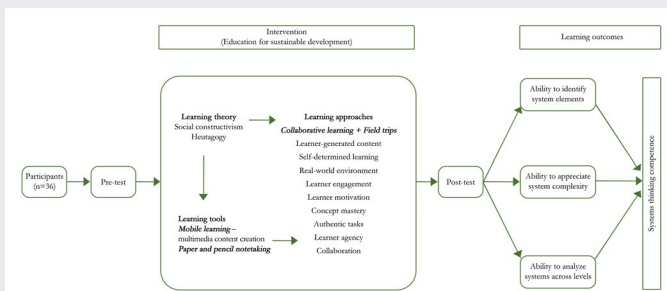 Intervention
(Education for sustainable development)
Learning outcomes
Participants
(n=36)
Pre-test
Learning theory
Social constructivism
Heutagogy
Learning tools
Mobile learning –
multimedia content creation
Paper and pencil notetaking
Learning approaches
Collaborative learning + Field trips
Learner-generated content
Self-determined learning
Real-world environment
Learner engagement
Learner motivation
Concept mastery
Authentic tasks
Learner agency
Collaboration
Post-test
Ability to identify
system elements
Ability to appreciate
system complexity
Ability to analyze
systems across levels
Systems thinking competence